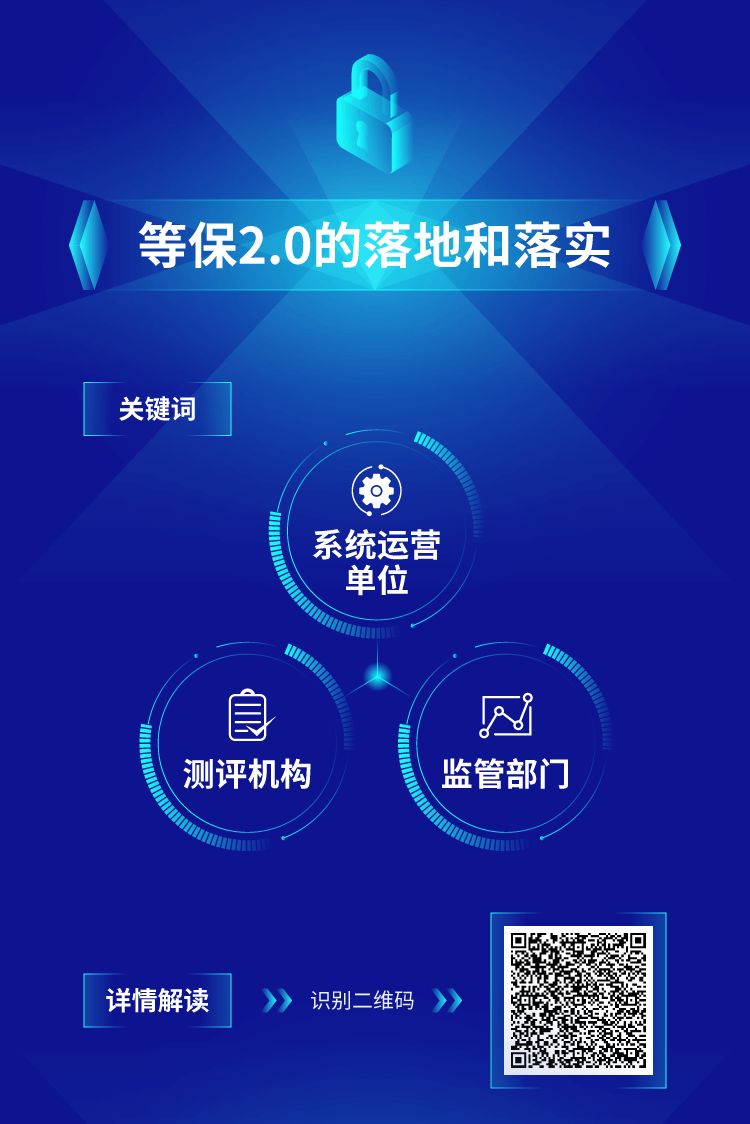 等保2.0的落地和落实
关键词
系统运营
单位
测评机构
监管部门
详情解读
识别二维码